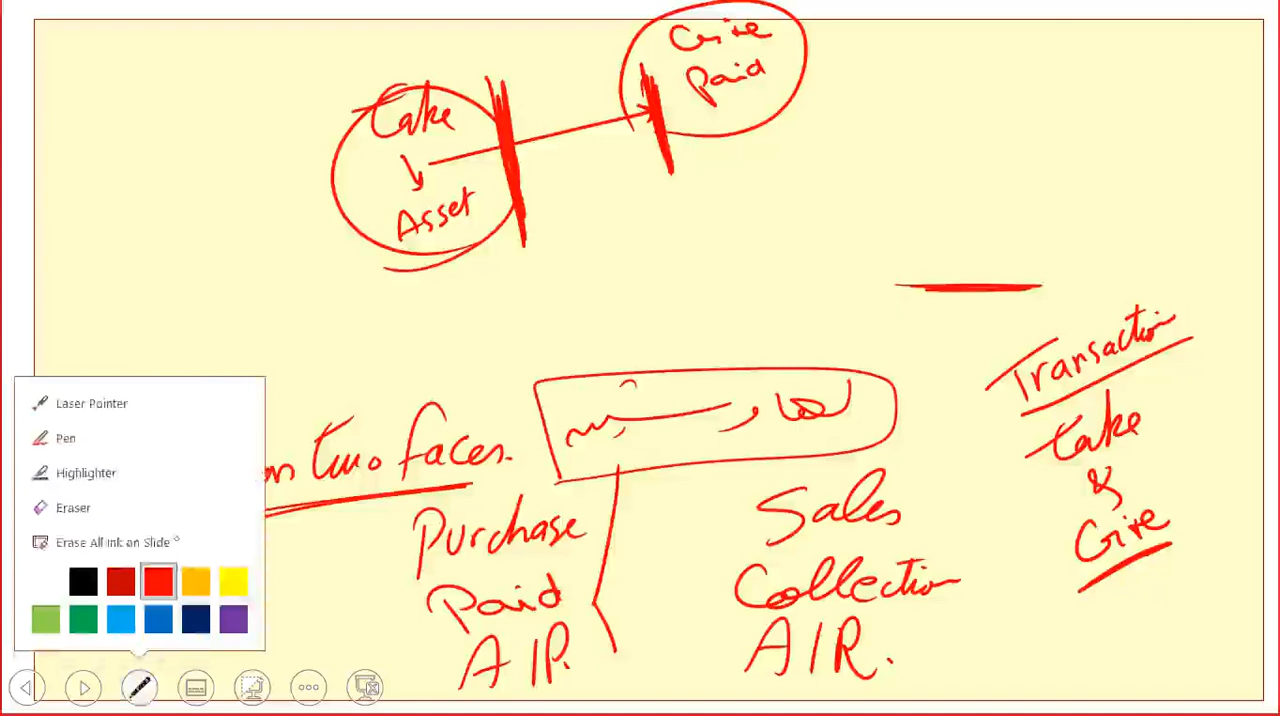 Give
Paid
take
Asset
Transaction
take
&
Give
on two faces.
Purchase
Paid
A/P.
Sales
Collection
A/R.
Laser Pointer
Pen
Highlighter
Eraser
Erase All Ink on Slide